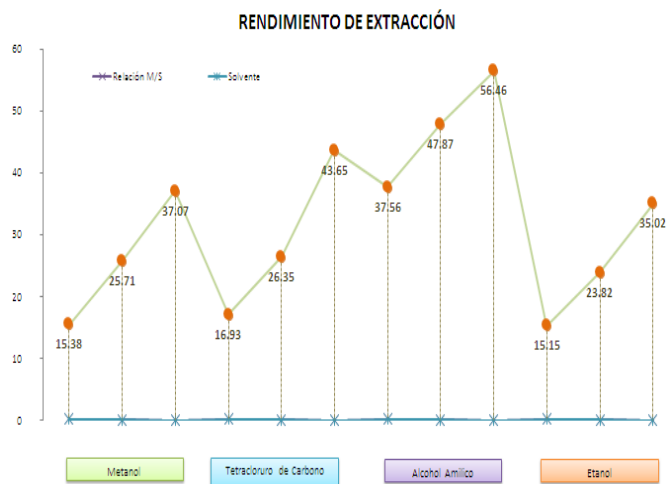 RENDIMIENTO DE EXTRACCIÓN
60
Relación M/S
Solvente
56.46
50
47.87
43.65
40
37.07
37.56
35.02
30
25.71
26.35
23.82
20
15.38
16.93
15.15
10
0
Metanol
Tetracloruro de Carbono
Alcohol Amílico
Etanol